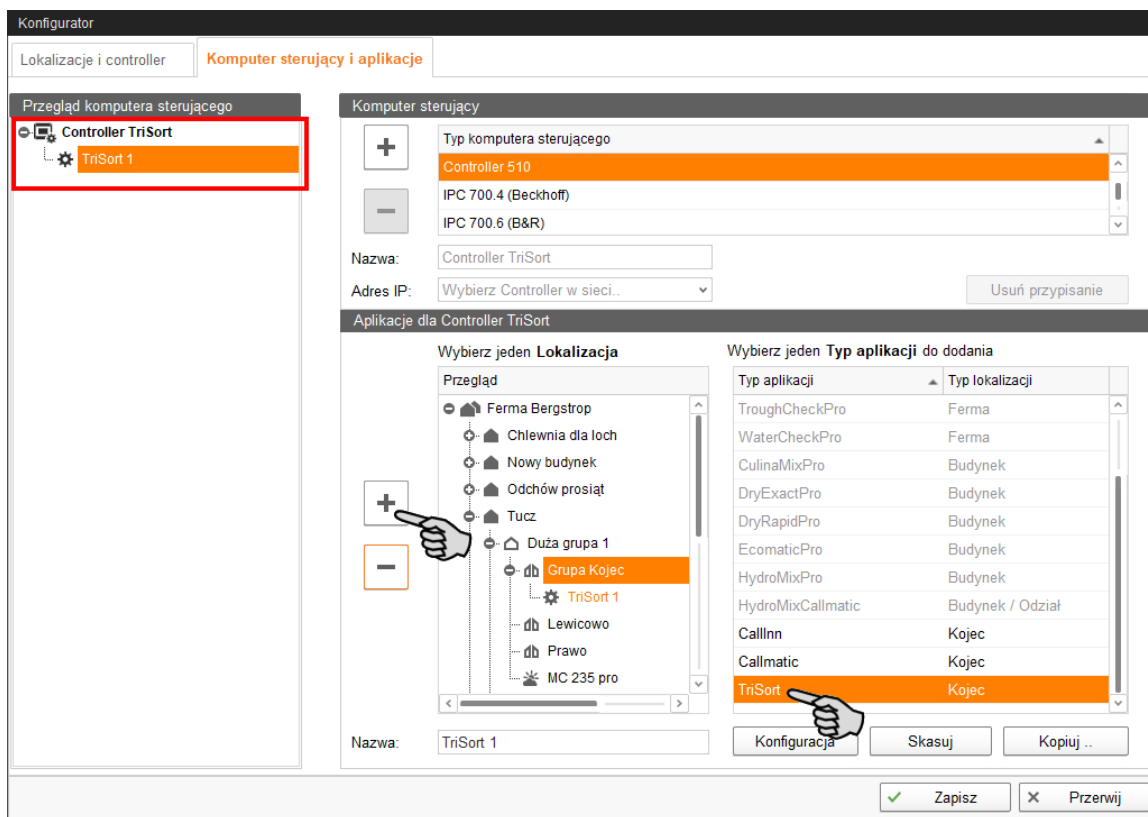 Konfigurator
Lokalizacje i controller
Komputer sterujący i aplikacje
Przegląd komputera sterującego
Controller TriSort
TriSort 1
Komputer sterujący
Typ komputera sterującego
Controller 510
IPC 700.4 (Beckhoff)
IPC 700.6 (B&R)
Nazwa: Controller TriSort
Adres IP: Wybierz Controller w sieci..
Usuń przypisanie
Aplikacje dla Controller TriSort
Wybierz jeden Lokalizacja
Przegląd
Ferma Bergstrop
Chlewnia dla loch
Nowy budynek
Odchów prosiąt
Tucz
Duża grupa 1
Grupa Kojec
TriSort 1
Lewicowo
Prawo
MC 235 pro
Nazwa: TriSort 1
Wybierz jeden Typ aplikacji do dodania
Typ aplikacji Typ lokalizacji
TroughCheckPro Ferma
WaterCheckPro Ferma
CulinaMixPro Budynek
DryExactPro Budynek
DryRapidPro Budynek
EcomaticPro Budynek
HydroMixPro Budynek
HydroMixCallmatic Budynek / Odział
CallInn Kojec
Callmatic Kojec
TriSort Kojec
Konfiguracja Skasuj Kopiuj ..
Zapisz Przerwij